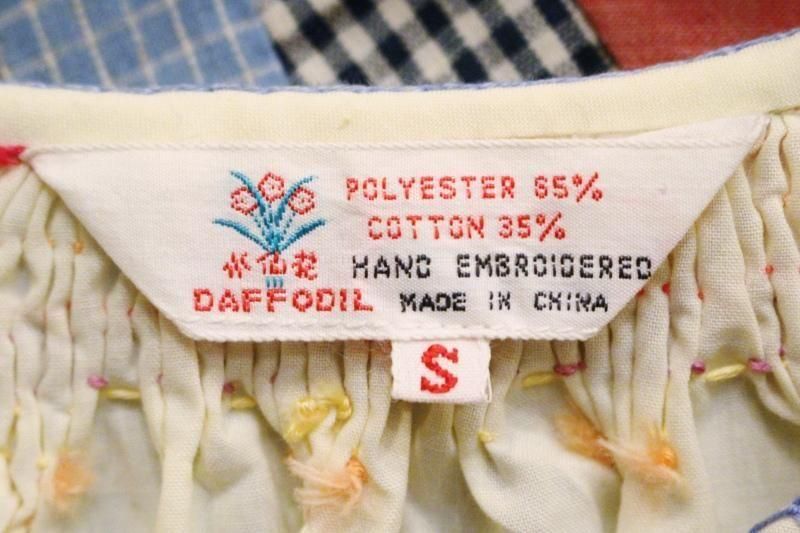 POLYESTER 65%
COTTON 35%
水仙花
HAND EMBROIDERED
DAFFODIL
MADE IN CHINA
S